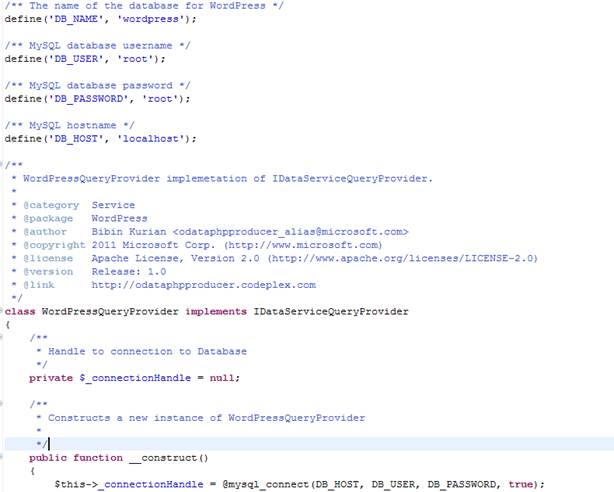 /** The name of the database for WordPress */
define('DB_NAME', 'wordpress');
/** MySQL database username */
define('DB_USER', 'root');
/** MySQL database password */
define('DB_PASSWORD', 'root');
/** MySQL hostname */
define('DB_HOST', 'localhost');
/**
 * WordPressQueryProvider implemetation of IDataServiceQueryProvider.
 *
 * @category  Service
 * @package   WordPress
 * @author    Bibin Kurian <odataphpproducer_alias@microsoft.com>
 * @copyright 2011 Microsoft Corp. (http://www.microsoft.com)
 * @license   Apache License, Version 2.0 (http://www.apache.org/licenses/LICENSE-2.0)
 * @version   Release: 1.0
 * @link      http://odataphpproducer.codeplex.com
 */
class WordPressQueryProvider implements IDataServiceQueryProvider
{
    /**
     * Handle to connection to Database
     */
    private $_connectionHandle = null;
    /**
     * Constructs a new instance of WordPressQueryProvider
     *
     */
    public function __construct()
    {
        $this->_connectionHandle = @mysql_connect(DB_HOST, DB_USER, DB_PASSWORD, true);